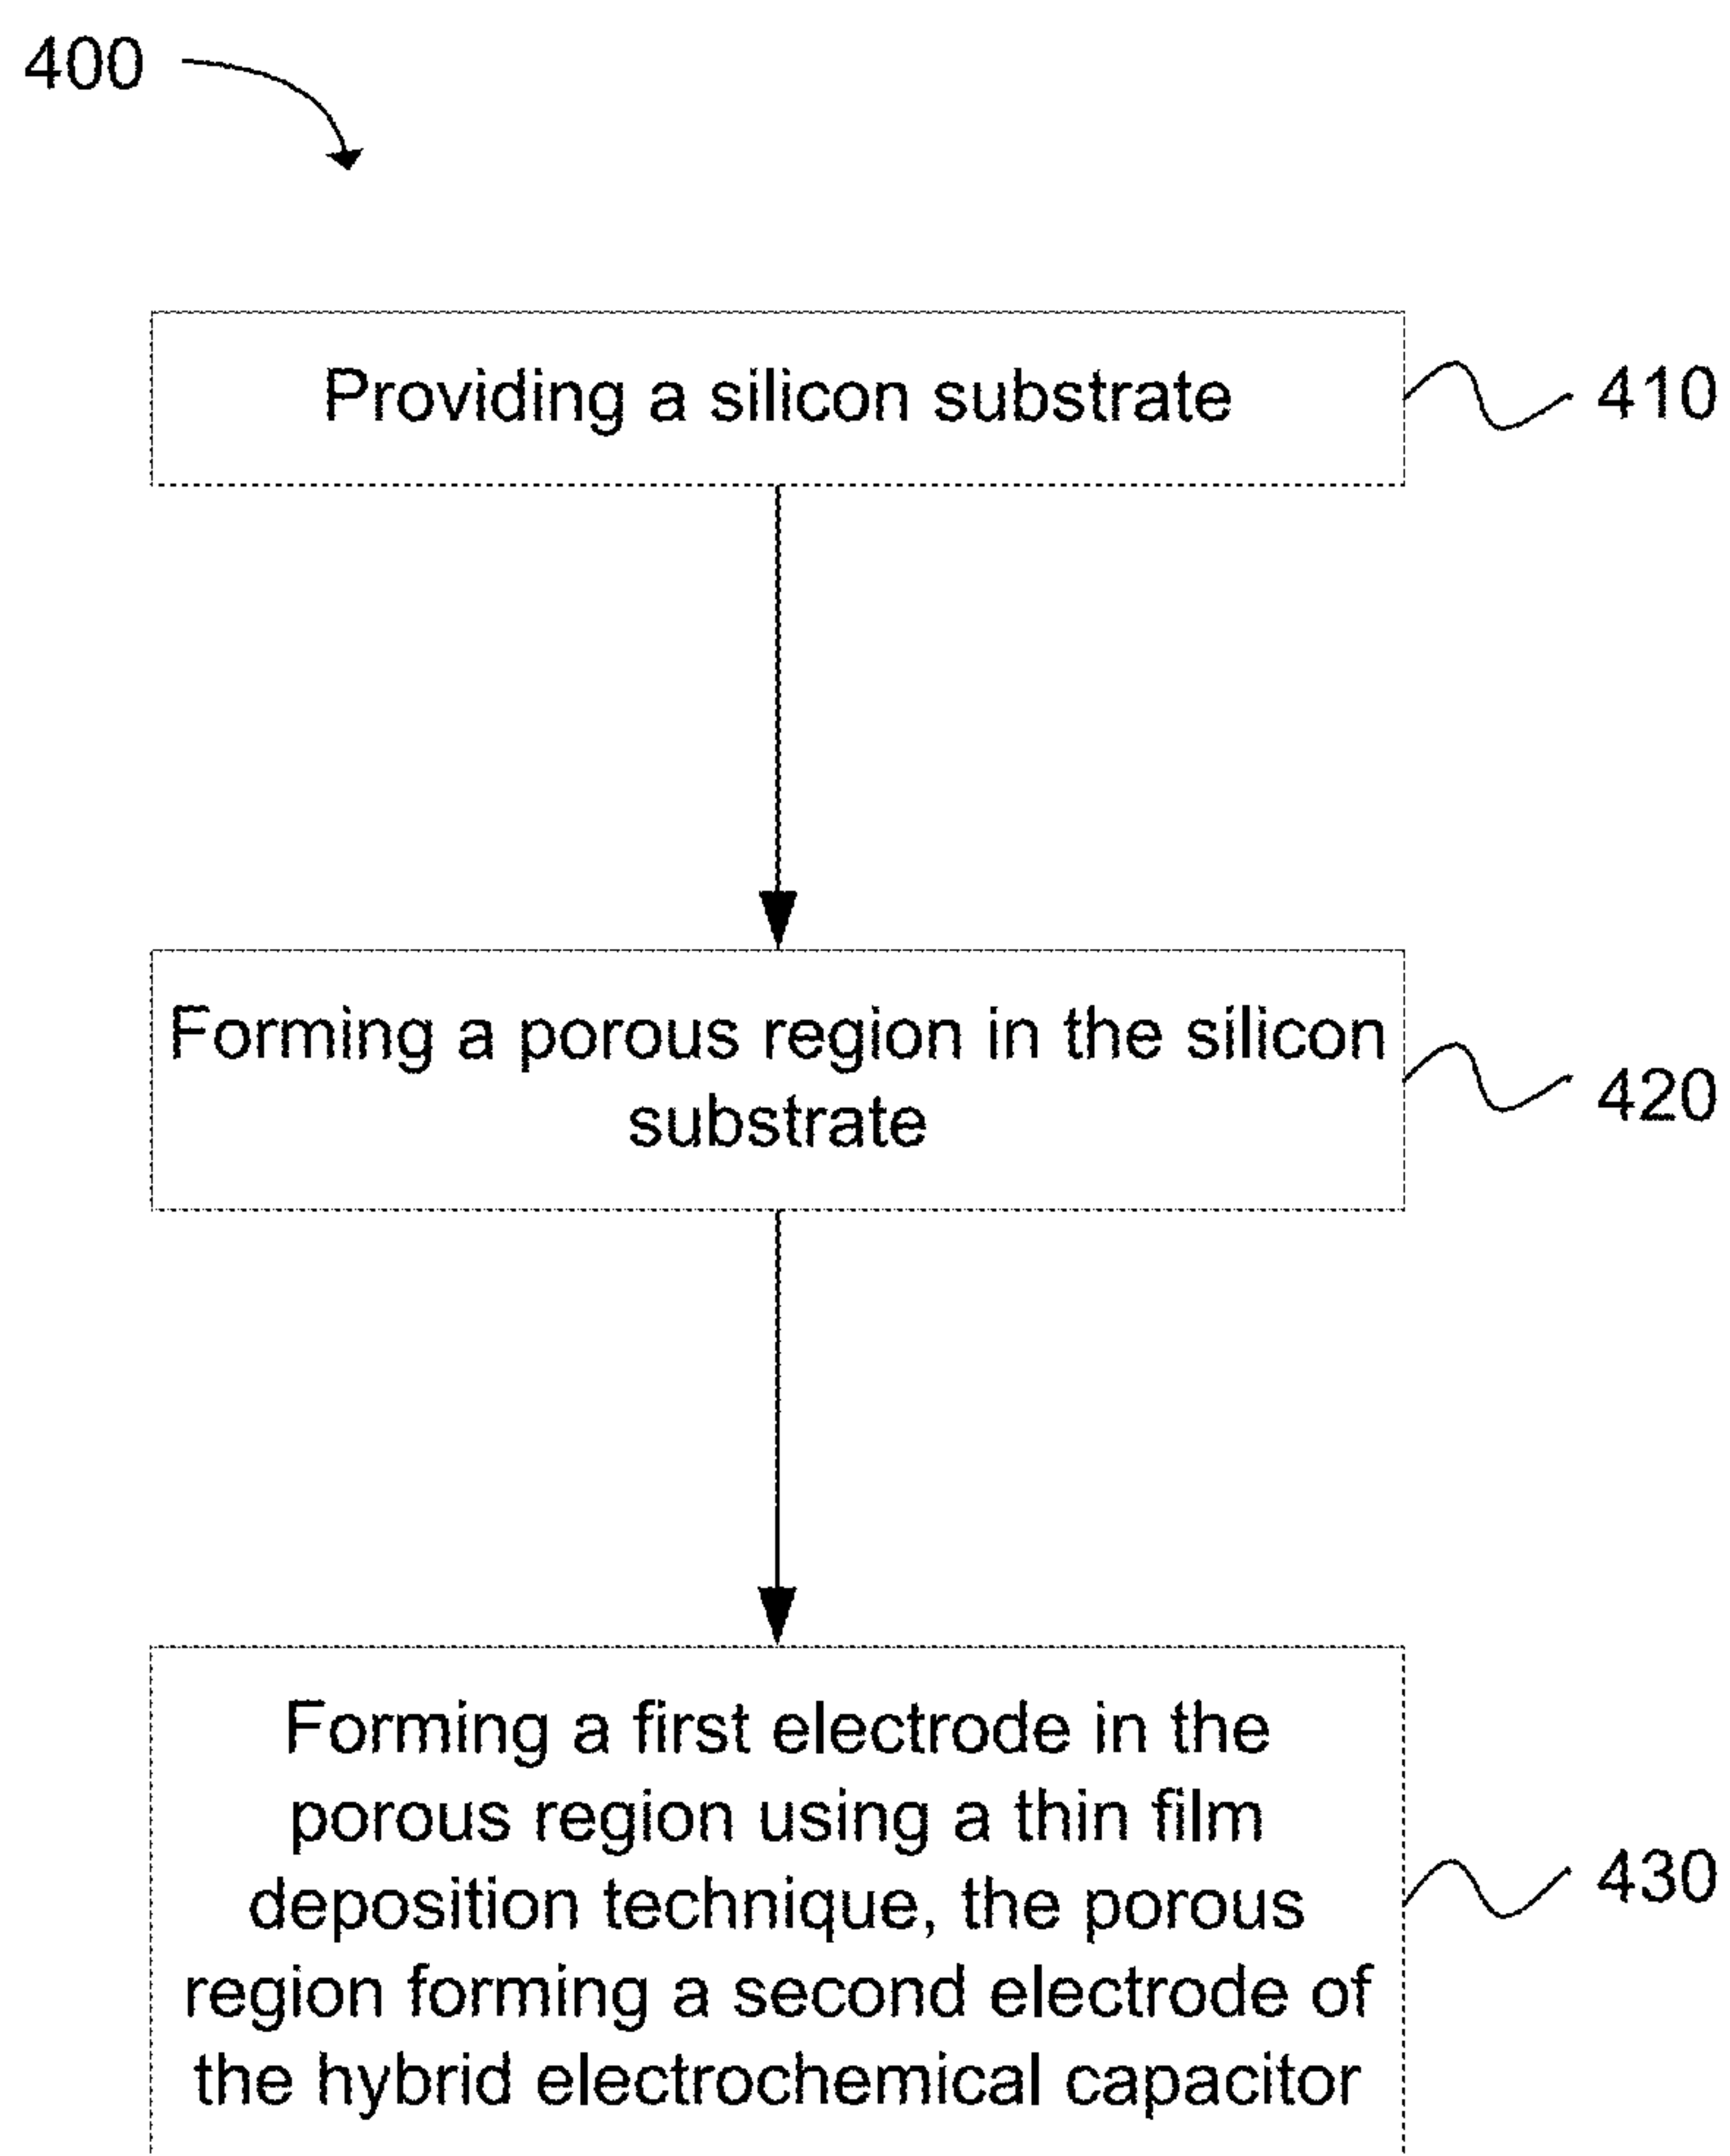 400
Providing a silicon substrate
410
Forming a porous region in the silicon
substrate
420
Forming a first electrode in the
porous region using a thin film
deposition technique, the porous
region forming a second electrode of
the hybrid electrochemical capacitor
430